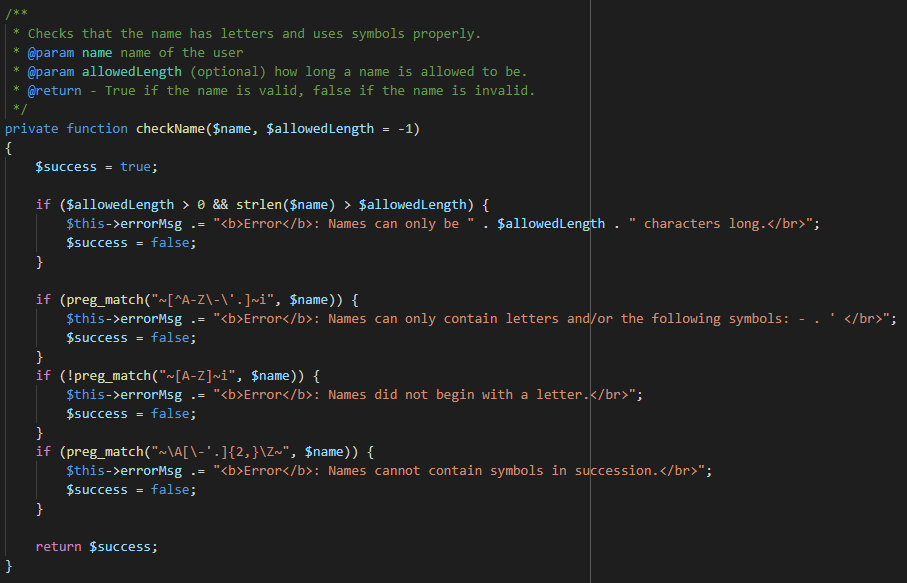 /**
 * Checks that the name has letters and uses symbols properly.
 * @param name name of the user
 * @param allowedLength (optional) how long a name is allowed to be.
 * @return - True if the name is valid, false if the name is invalid.
 */
private function checkName($name, $allowedLength = -1)
{
    $success = true;

    if ($allowedLength > 0 && strlen($name) > $allowedLength) {
        $this->errorMsg .= "<b>Error</b>: Names can only be " . $allowedLength . " characters long.</br>";
        $success = false;
    }

    if (preg_match("~[^A-Z\-\'.]~i", $name)) {
        $this->errorMsg .= "<b>Error</b>: Names can only contain letters and/or the following symbols: - . ' </br>";
        $success = false;
    }
    if (!preg_match("~[A-Z]~i", $name)) {
        $this->errorMsg .= "<b>Error</b>: Names did not begin with a letter.</br>";
        $success = false;
    }
    if (preg_match("~\A[\-'.]{2,}\Z~", $name)) {
        $this->errorMsg .= "<b>Error</b>: Names cannot contain symbols in succession.</br>";
        $success = false;
    }

    return $success;
}